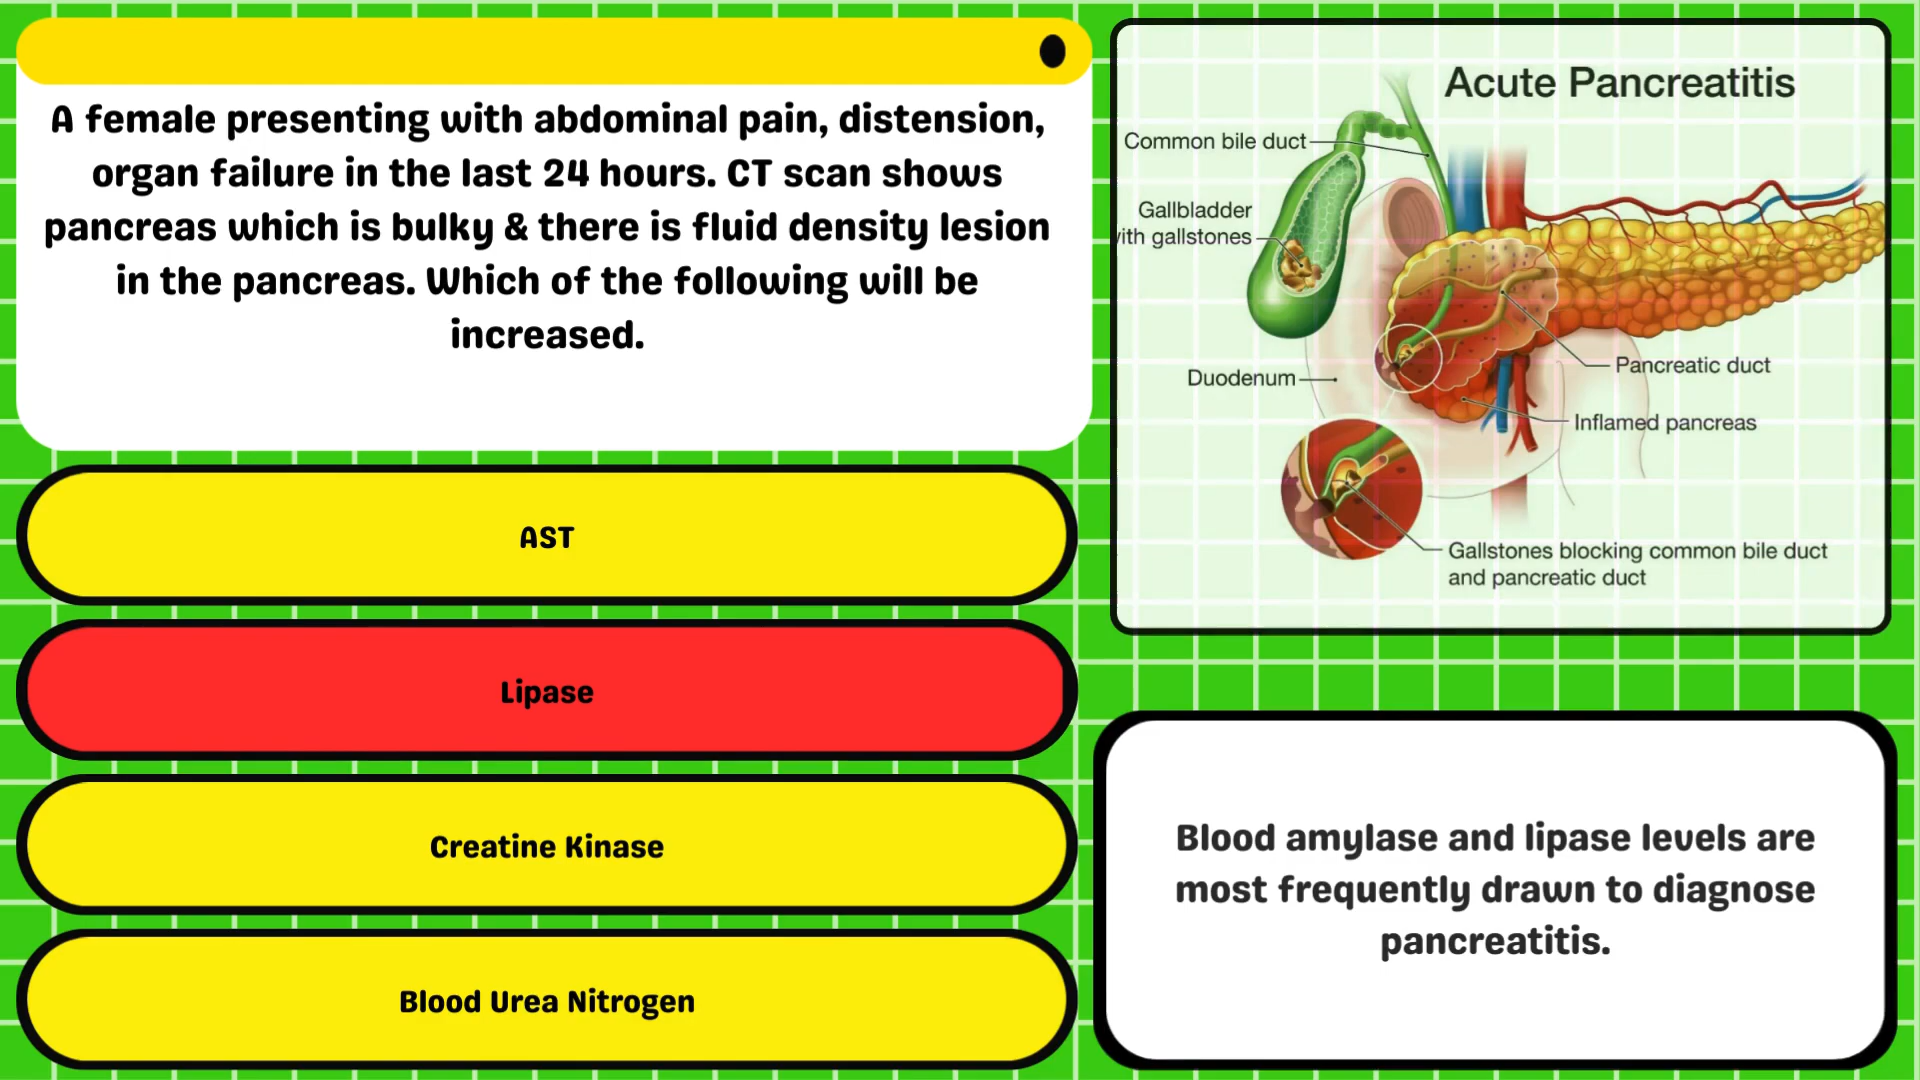 A female presenting with abdominal pain, distension,
organ failure in the last 24 hours. CT scan shows
pancreas which is bulky & there is fluid density lesion
in the pancreas. Which of the following will be
increased.
AST
Lipase
Creatine Kinase
Blood Urea Nitrogen
Acute Pancreatitis
Common bile duct
Gallbladder
ith gallstones
Duodenum
Pancreatic duct
Inflamed pancreas
Gallstones blocking common bile duct
and pancreatic duct
Blood amylase and lipase levels are
most frequently drawn to diagnose
pancreatitis.